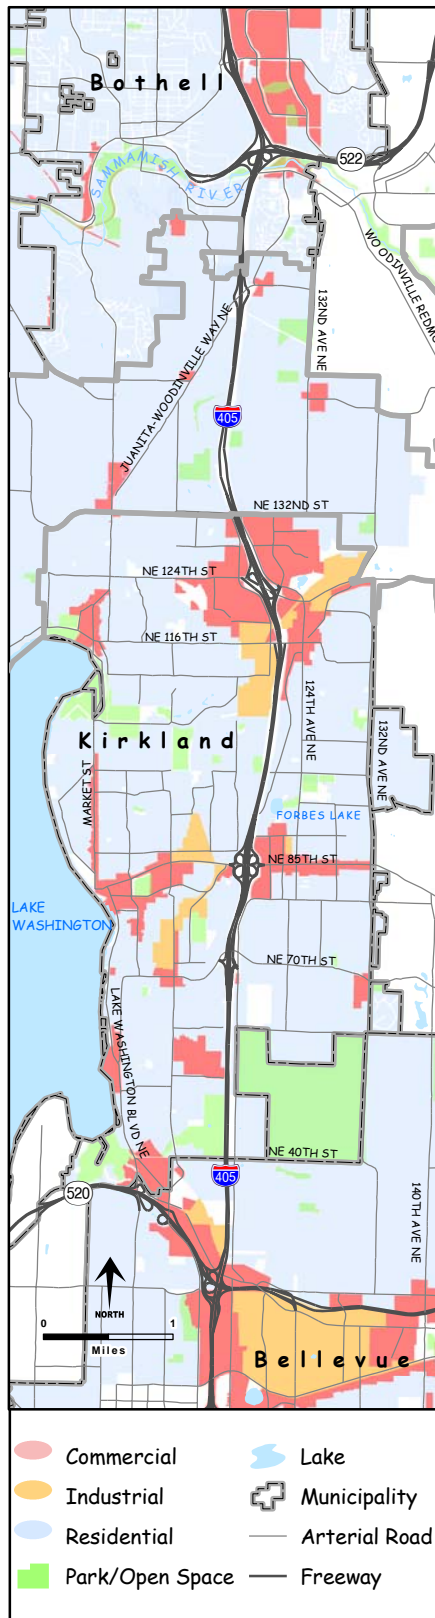 Bothell
522
SAMMAMISH RIVER
132ND AVE NE
JUANITA-WOODINVILLE WAY NE
WOODINVILLE REDMO
405
NE 132ND ST
NE 124TH ST
NE 116TH ST
124TH AVE NE
132ND AVE NE
Kirkland
MARKET ST
FORBES LAKE
NE 85TH ST
LAKE
WASHINGTON
NE 70TH ST
LAKE WASHINGTON BLVD NE
NE 40TH ST
405
520
140TH AVE NE
NORTH
0 1
Miles
Bellevue
Commercial
Lake
Industrial
Municipality
Residential
Arterial Road
Park/Open Space
Freeway